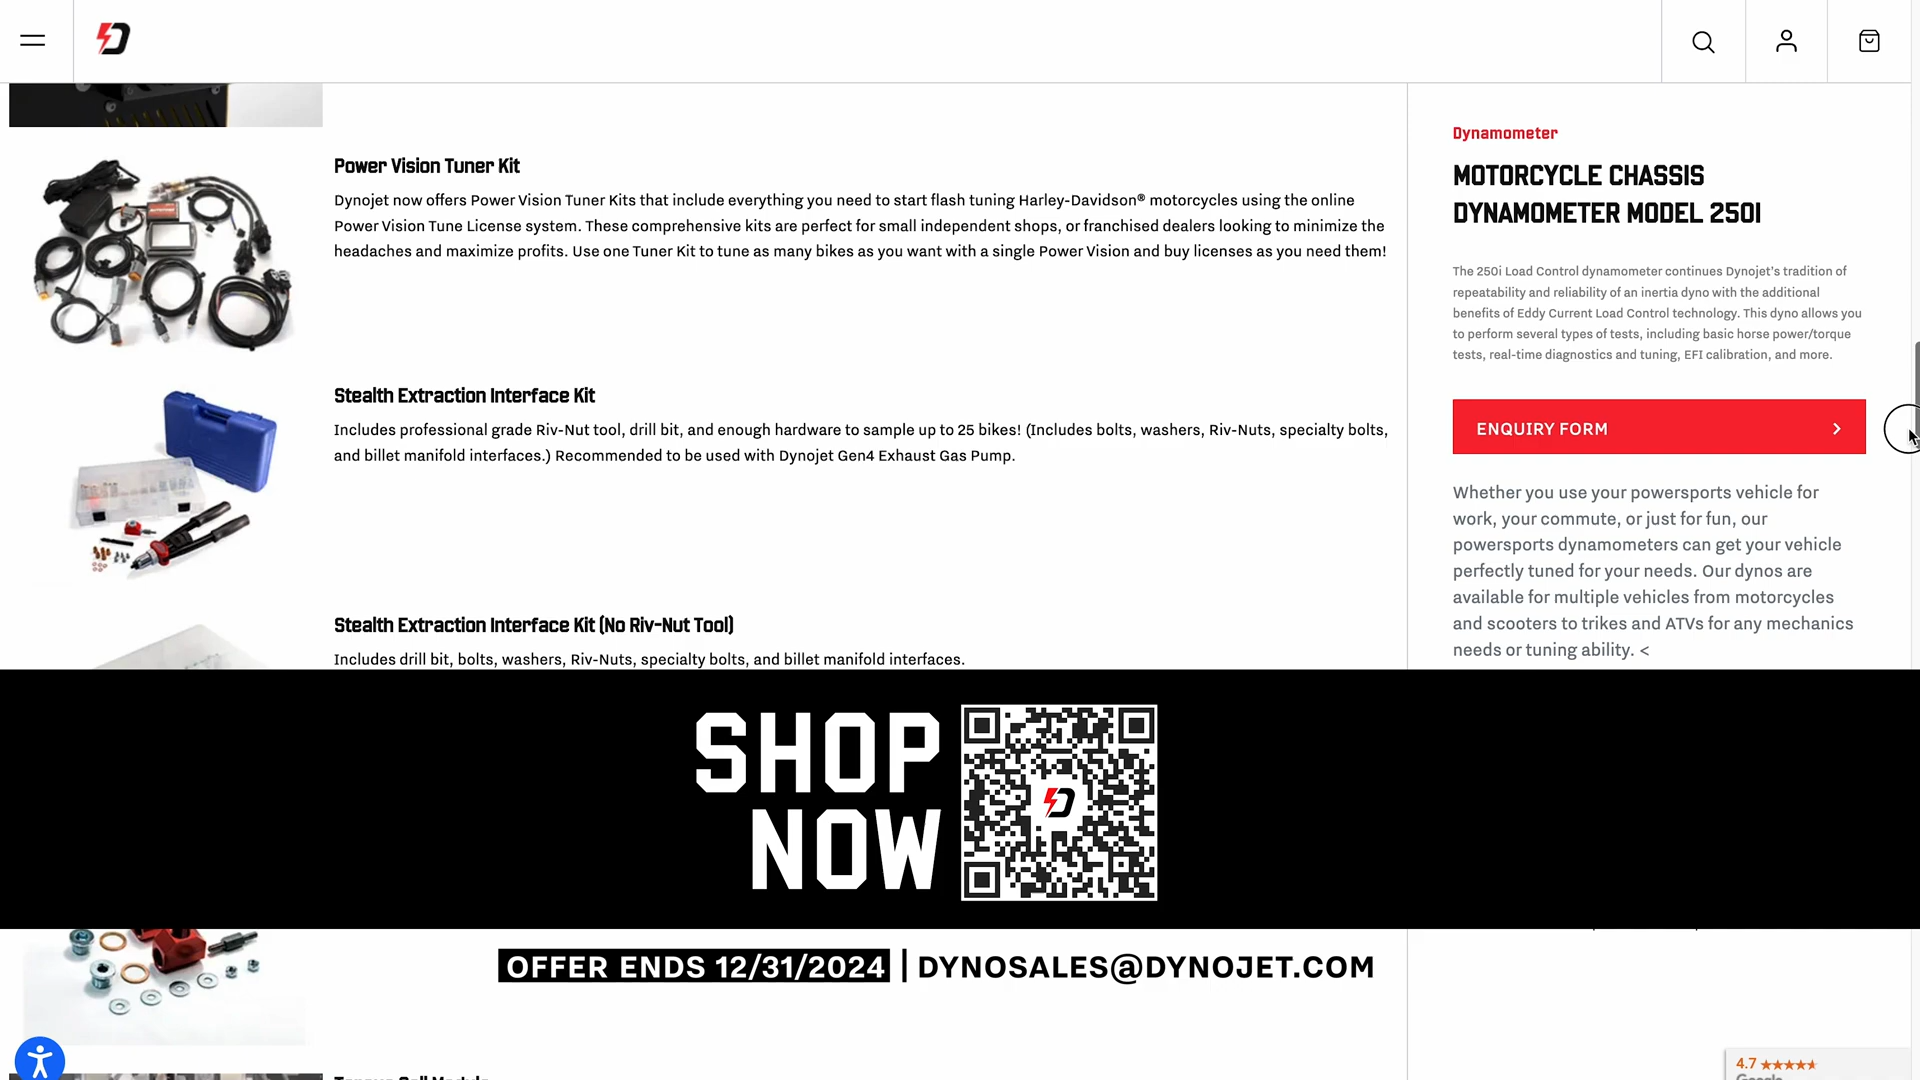 Power Vision Tuner Kit
Dynojet now offers Power Vision Tuner Kits that include everything you need to start flash tuning Harley-Davidson® motorcycles using the online
Power Vision Tune License system. These comprehensive kits are perfect for small independent shops, or franchised dealers looking to minimize the
headaches and maximize profits. Use one Tuner Kit to tune as many bikes as you want with a single Power Vision and buy licenses as you need them!
Stealth Extraction Interface Kit
Includes professional grade Riv-Nut tool, drill bit, and enough hardware to sample up to 25 bikes! (Includes bolts, washers, Riv-Nuts, specialty bolts,
and billet manifold interfaces.) Recommended to be used with Dynojet Gen4 Exhaust Gas Pump.
Stealth Extraction Interface Kit (No Riv-Nut Tool)
Includes drill bit, bolts, washers, Riv-Nuts, specialty bolts, and billet manifold interfaces.
Dynamometer
MOTORCYCLE CHASSIS
DYNAMOMETER MODEL 250I
The 250i Load Control dynamometer continues Dynojet's tradition of
repeatability and reliability of an inertia dyno with the additional
benefits of Eddy Current Load Control technology. This dyno allows you
to perform several types of tests, including basic horse power/torque
tests, real-time diagnostics and tuning, EFI calibration, and more.
ENQUIRY FORM
Whether you use your powersports vehicle for
work, your commute, or just for fun, our
powersports dynamometers can get your vehicle
perfectly tuned for your needs. Our dynos are
available for multiple vehicles from motorcycles
and scooters to trikes and ATVs for any mechanics
needs or tuning ability. <
SHOP
NOW
OFFER ENDS 12/31/2024 | DYNOSALES@DYNOJET.COM
4.7